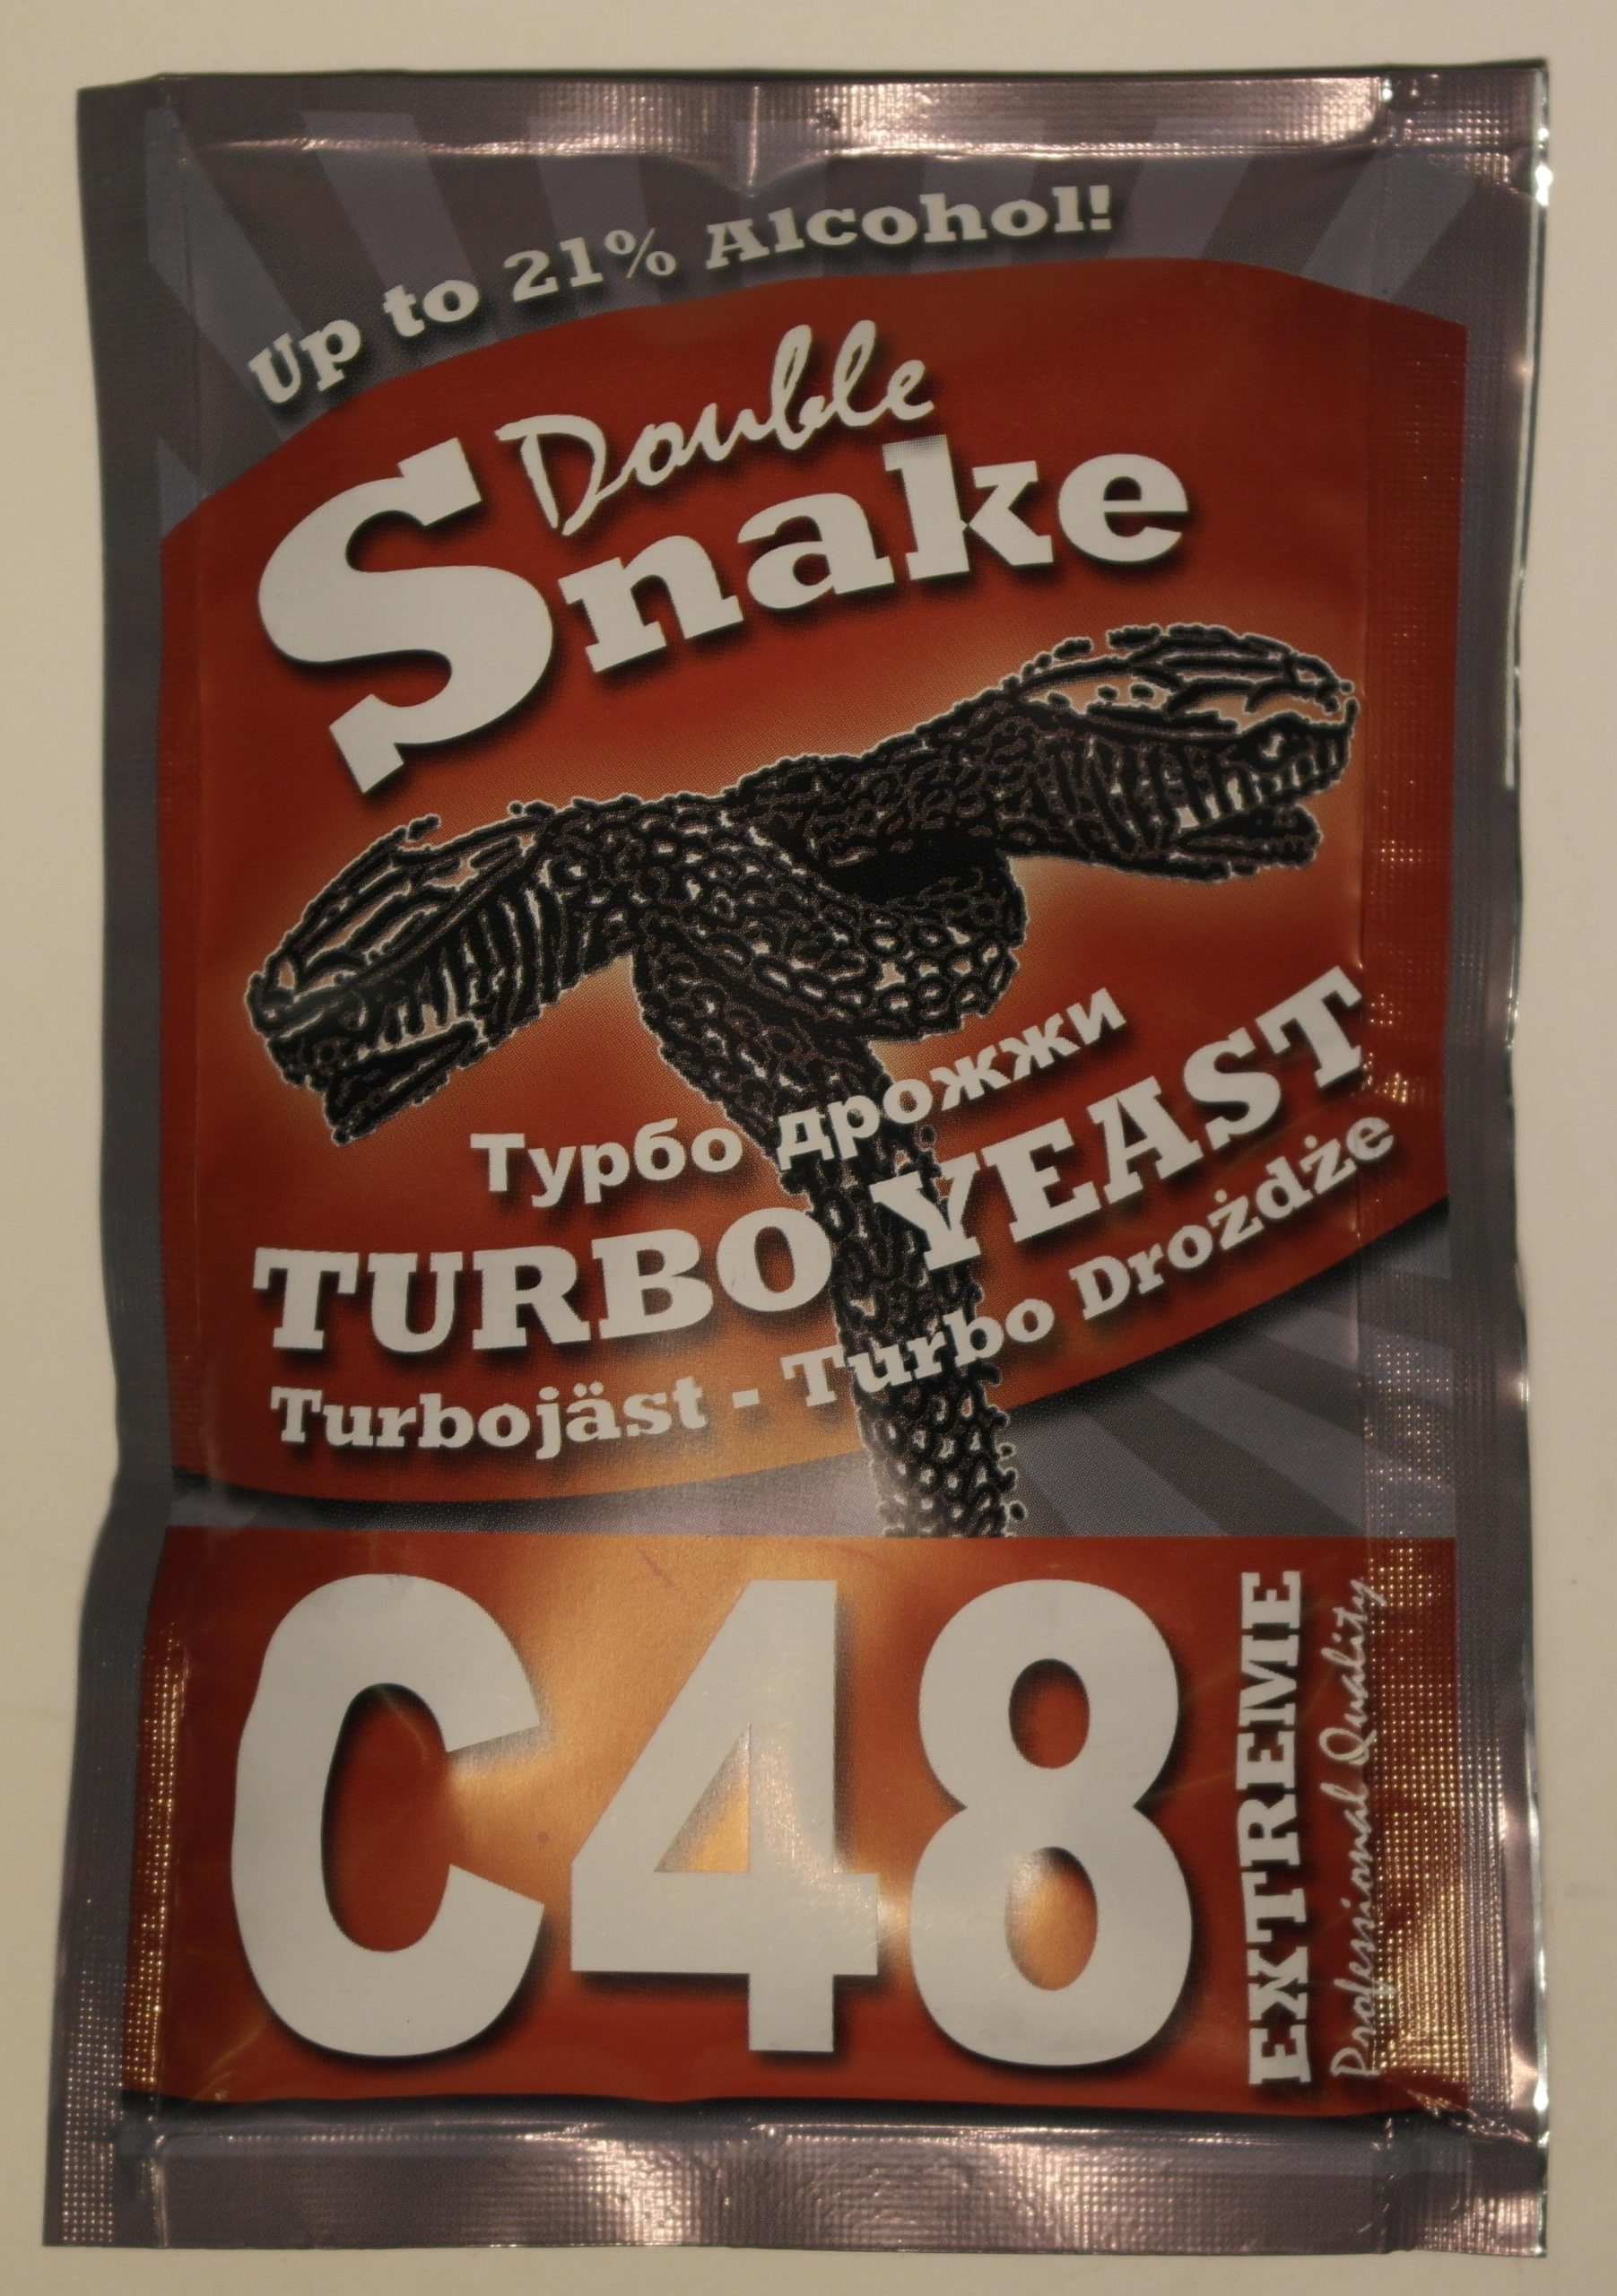 Up to 21% Alcohol!
Double
Snake
Турбо дрожжи
TURBO YEAST
Turbojäst - Turbo Drożdże
C48
EXTREME
Professional Quality